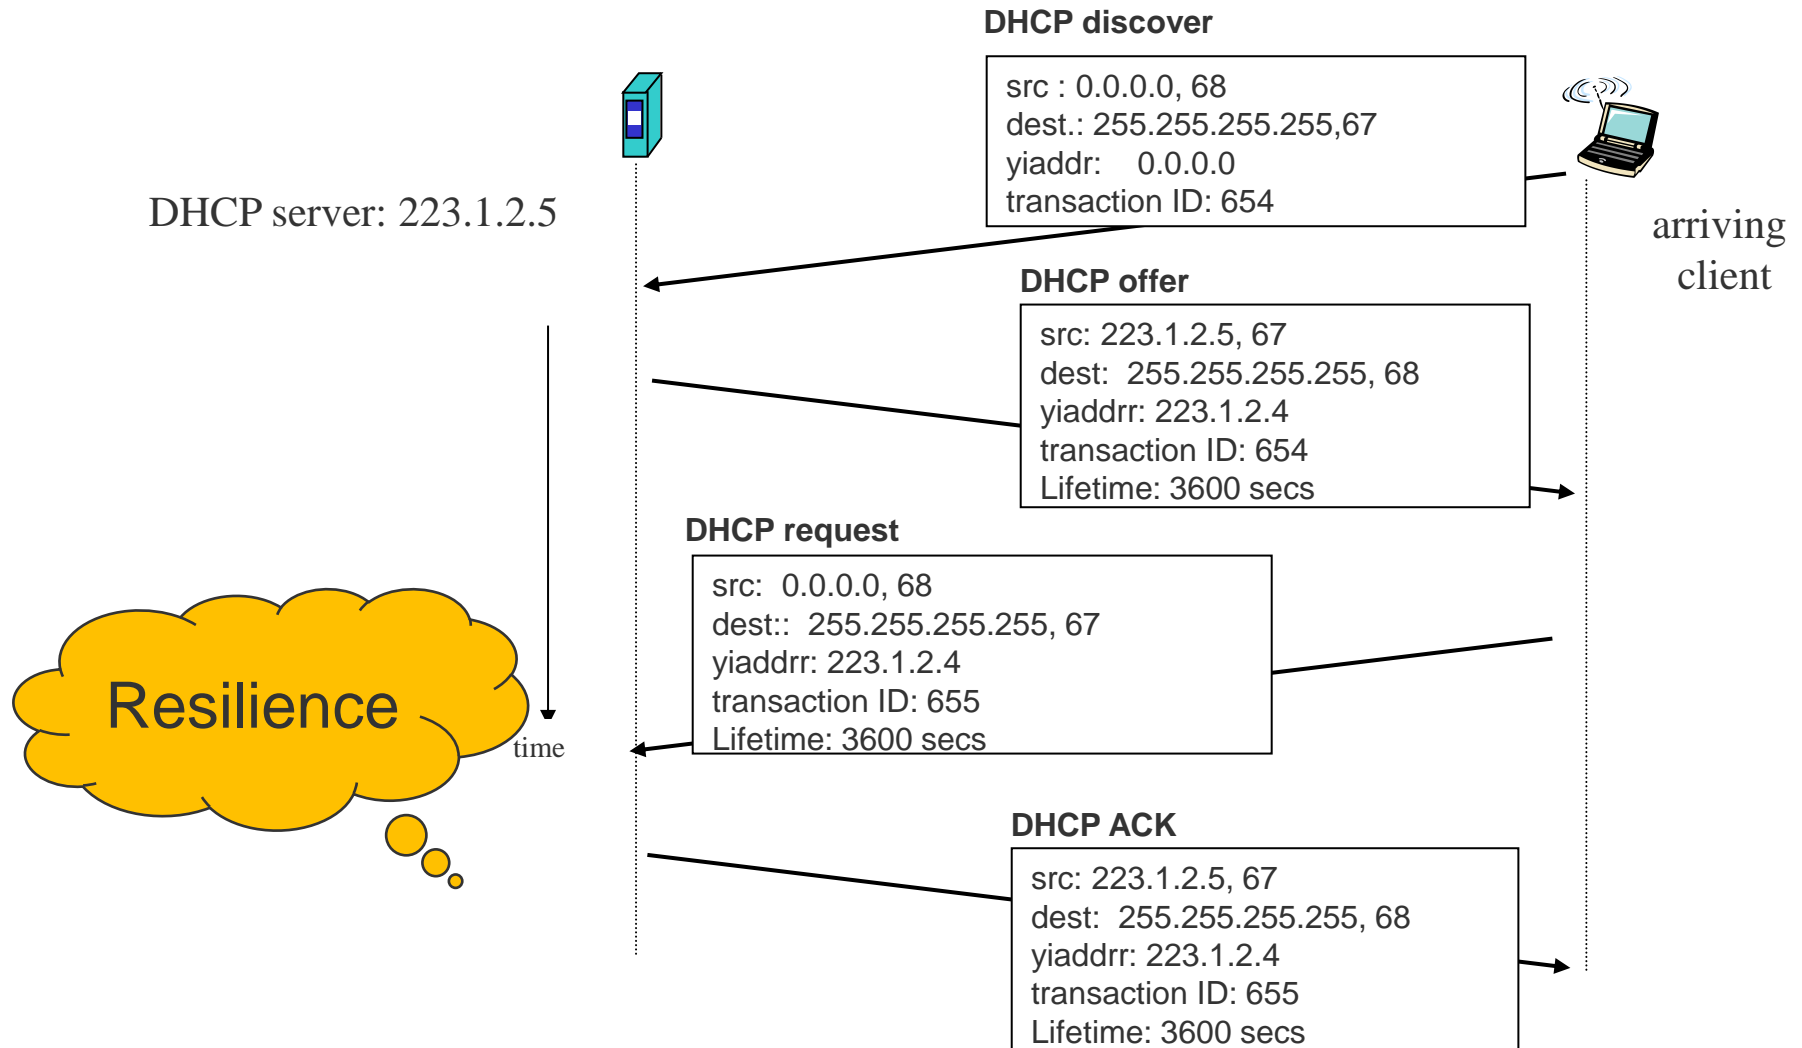 DHCP discover
src : 0.0.0.0, 68
dest.: 255.255.255.255,67
yiaddr: 0.0.0.0
transaction ID: 654
DHCP server: 223.1.2.5
arriving
client
DHCP offer
src: 223.1.2.5, 67
dest: 255.255.255.255, 68
yiaddrr: 223.1.2.4
transaction ID: 654
Lifetime: 3600 secs
DHCP request
src: 0.0.0.0, 68
dest:: 255.255.255.255, 67
yiaddrr: 223.1.2.4
transaction ID: 655
Lifetime: 3600 secs
Resilience
time
DHCP ACK
src: 223.1.2.5, 67
dest: 255.255.255.255, 68
yiaddrr: 223.1.2.4
transaction ID: 655
Lifetime: 3600 secs